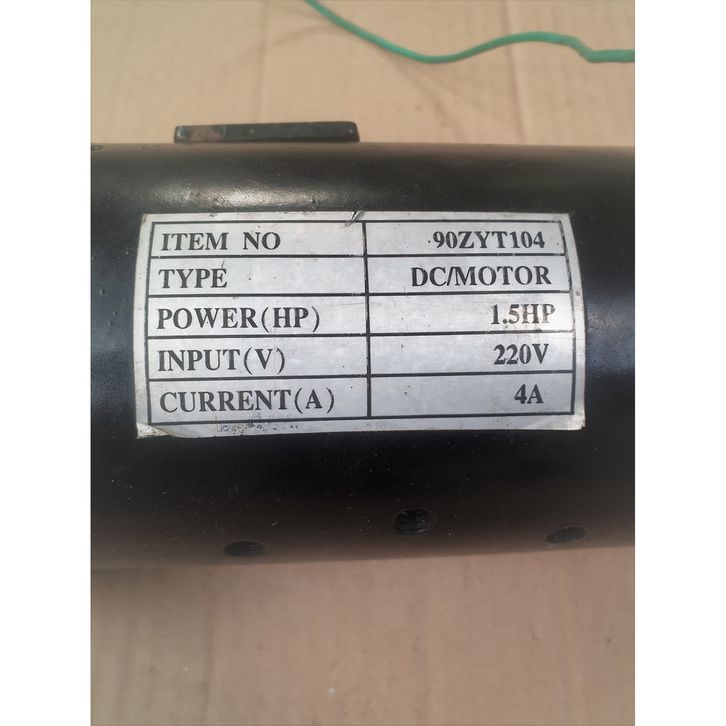 ITEM NO 90ZYT104
TYPE DC/MOTOR
POWER(HP) 1.5HP
INPUT(V) 220V
CURRENT(A) 4A